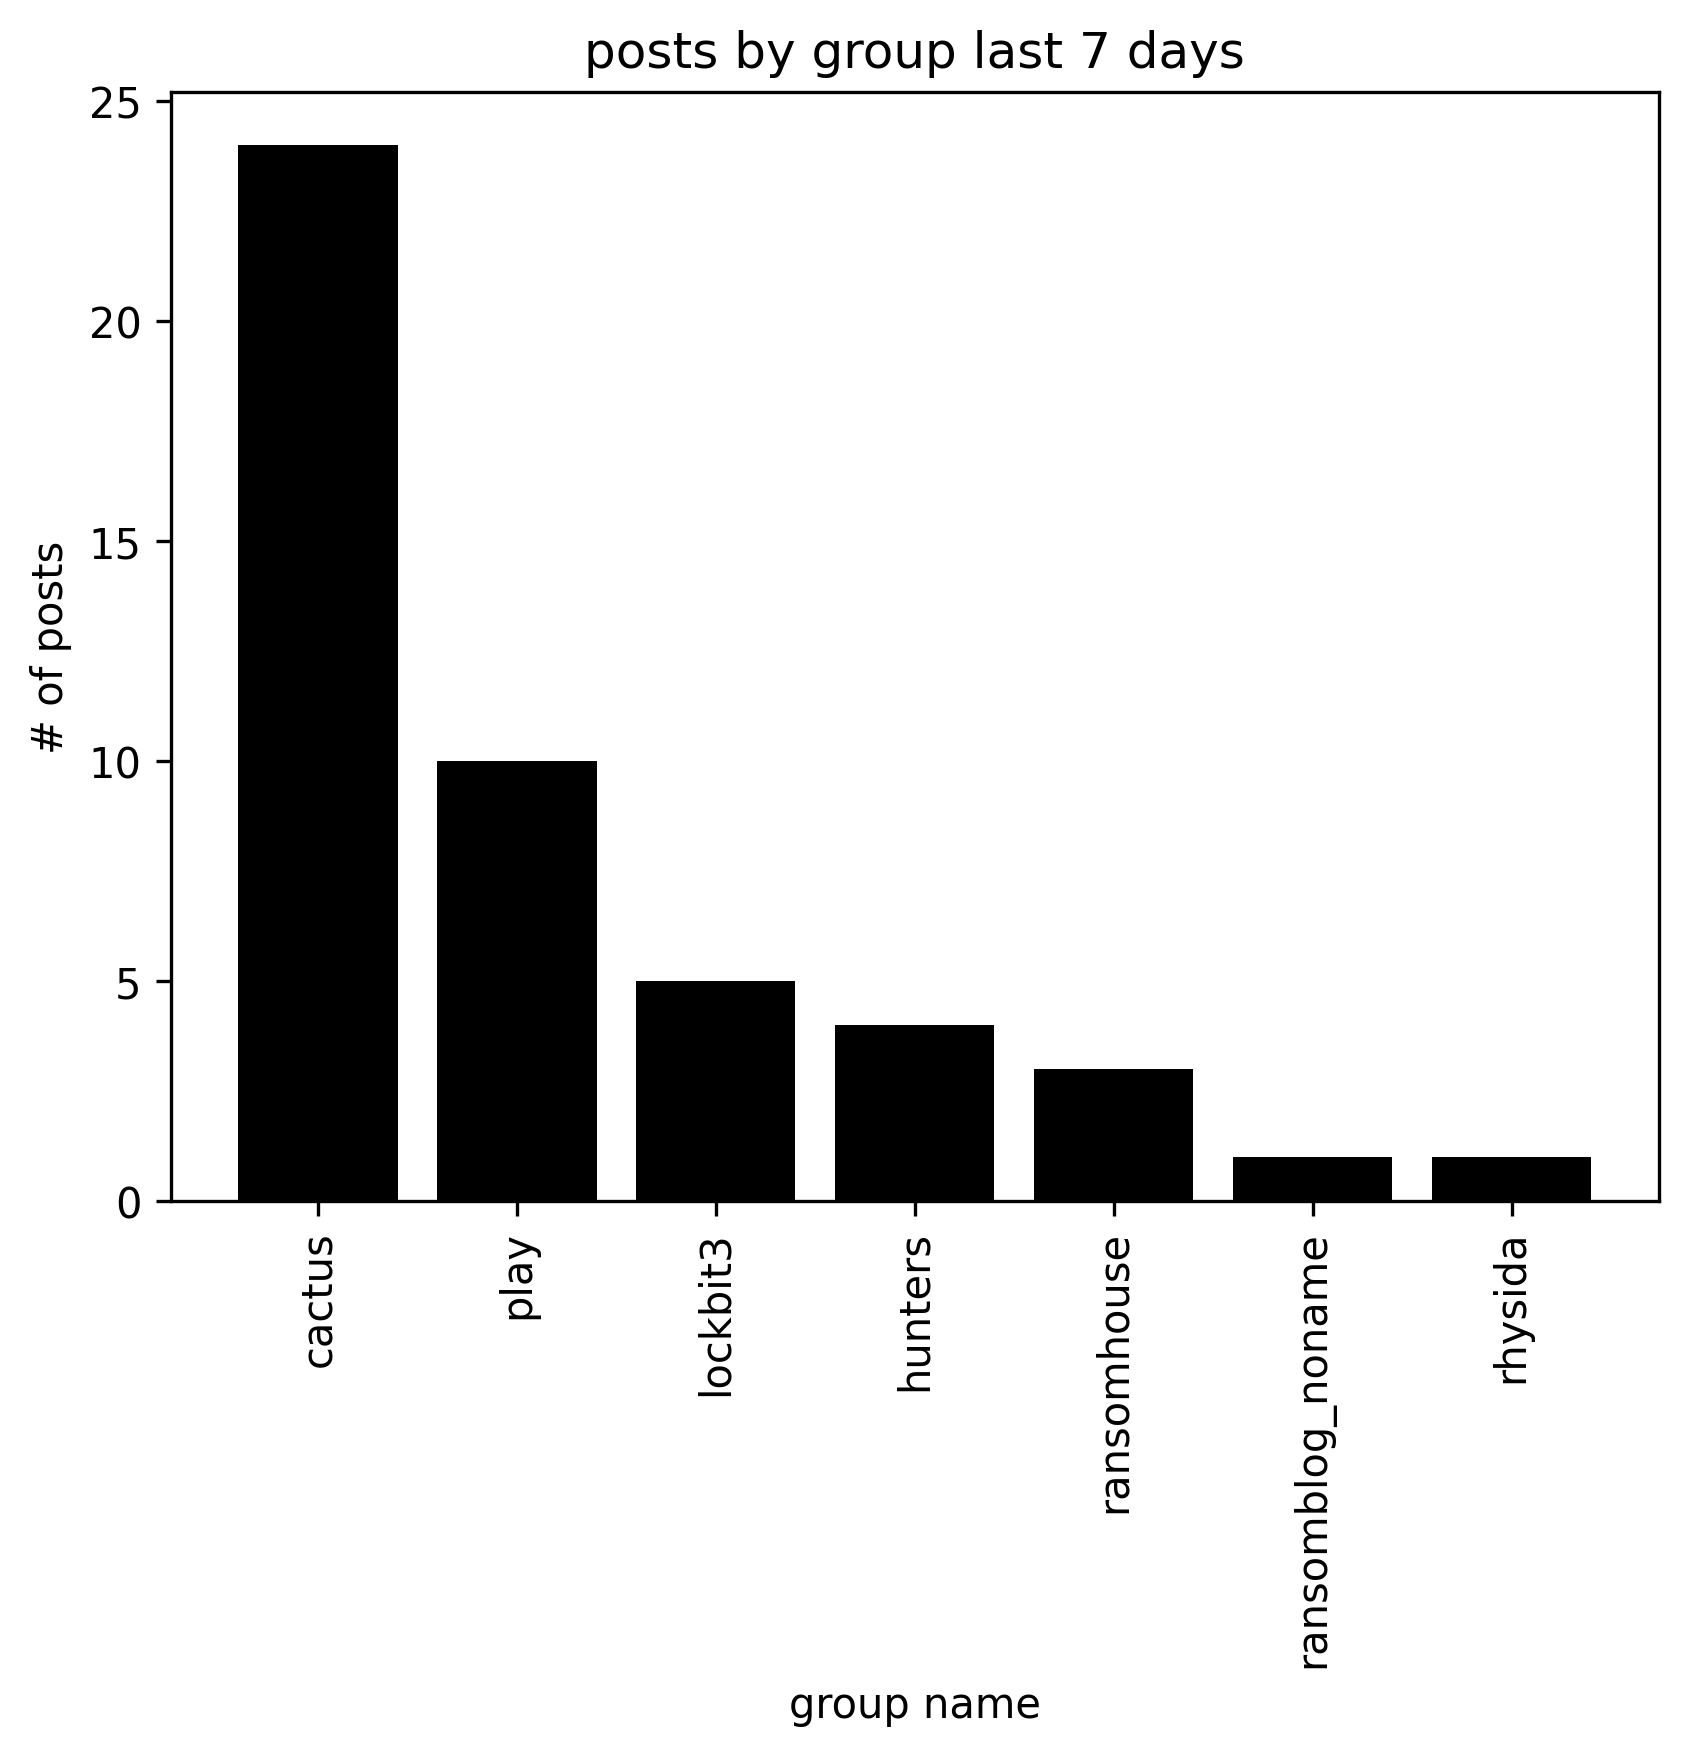 posts by group last 7 days
25
20
15
10
5
0
# of posts
cactus
play
lockbit3
hunters
ransomhouse
ransomblog_noname
rhysida
group name